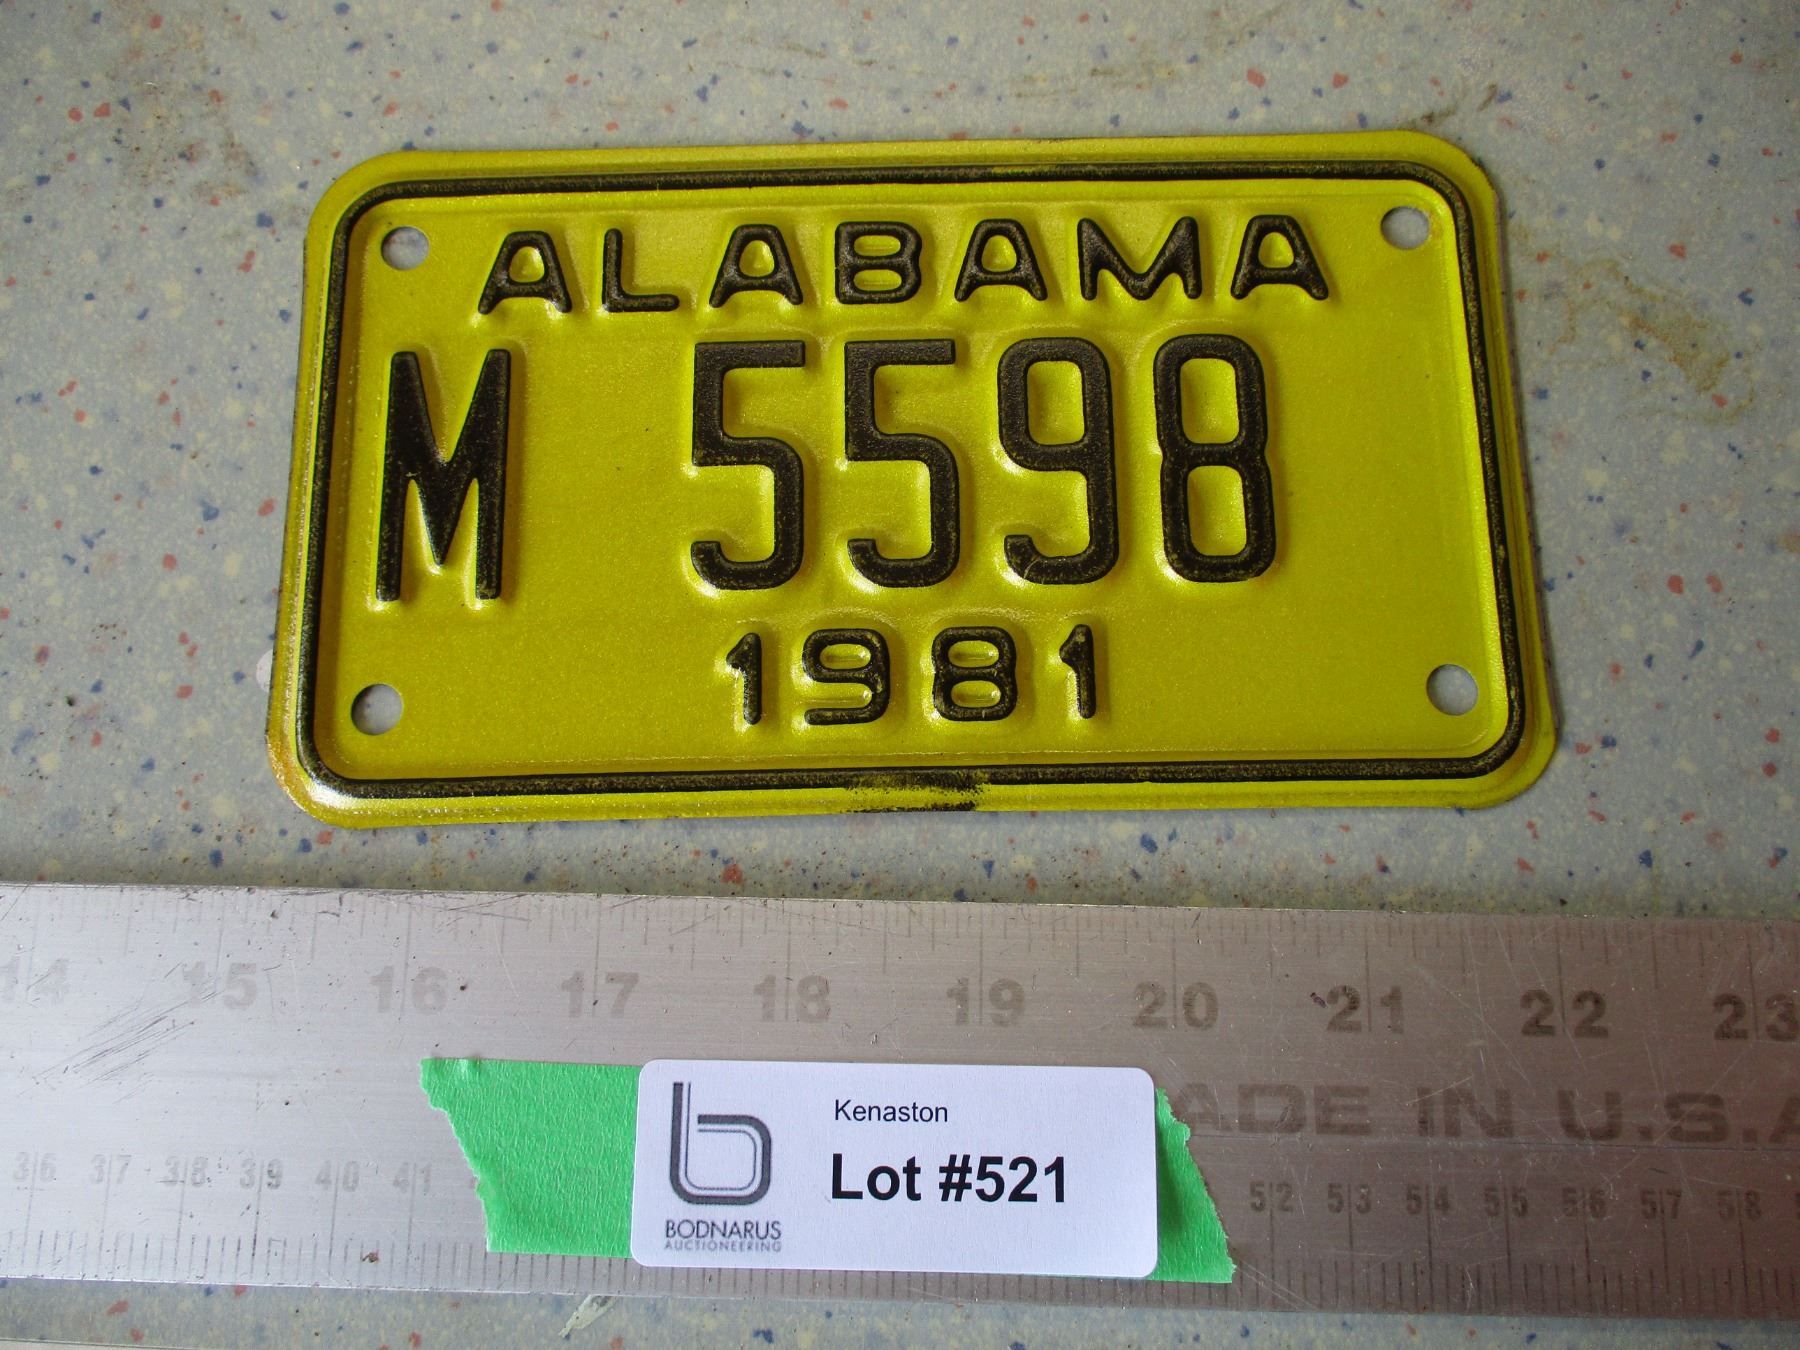 ALABAMA
M 5598
1981
14 15 16 17 18 19 20 21 22 23
ADE IN U.S.A
Kenaston
Lot #521
BODNARUS
AUCTIONEERING
36 37 38 39 40 41 52 53 54 55 56 57 58